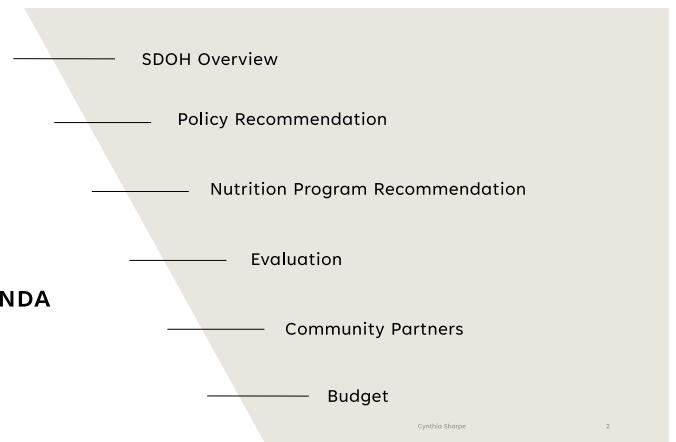 SDOH Overview
Policy Recommendation
Nutrition Program Recommendation
Evaluation
NDA
Community Partners
Budget
Cynthia Sharpe 2